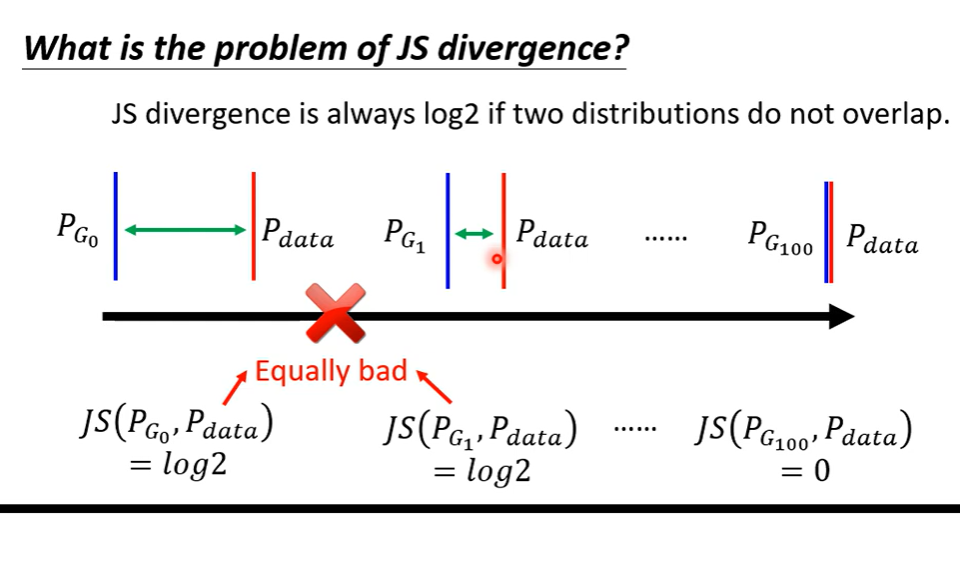 What is the problem of JS divergence?
JS divergence is always log2 if two distributions do not overlap.
P_{G_0} P_{data} P_{G_1} P_{data} …… P_{G_{100}} P_{data}
Equally bad
JS(P_{G_0}, P_{data}) JS(P_{G_1}, P_{data}) …… JS(P_{G_{100}}, P_{data})
= log2 = log2 = 0